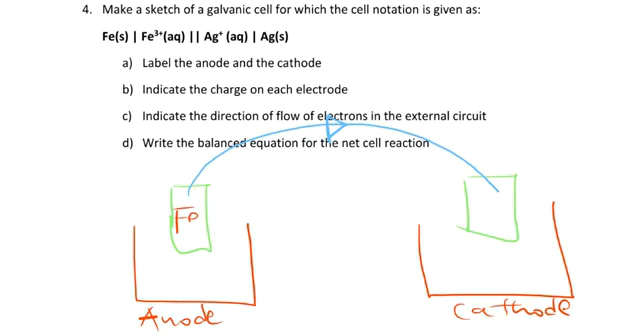 4. Make a sketch of a galvanic cell for which the cell notation is given as:
Fe(s) | Fe³⁺(aq) || Ag⁺ (aq) | Ag(s)
a) Label the anode and the cathode
b) Indicate the charge on each electrode
c) Indicate the direction of flow of electrons in the external circuit
d) Write the balanced equation for the net cell reaction
Fe
Anode
Cathode